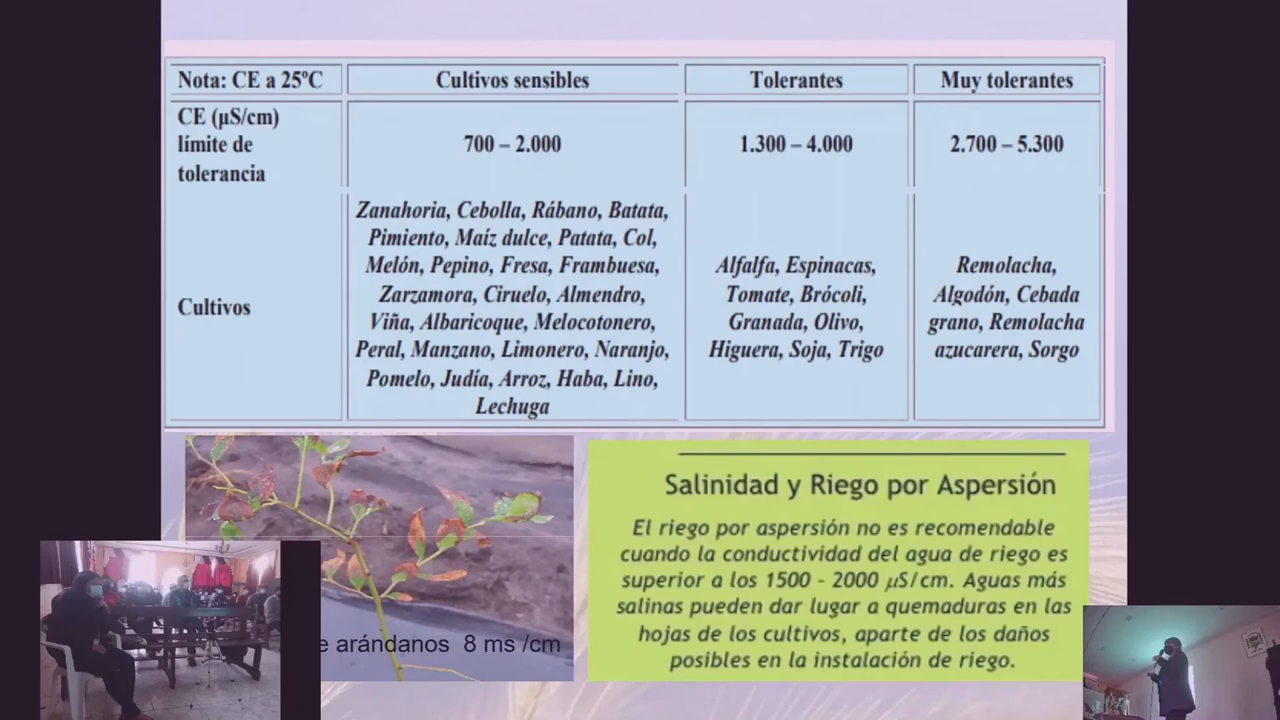 Nota: CE a 25ºC
Cultivos sensibles
Tolerantes
Muy tolerantes
CE (µS/cm)
límite de
tolerancia
700 – 2.000
1.300 – 4.000
2.700 – 5.300
Cultivos
Zanahoria, Cebolla, Rábano, Batata,
Pimiento, Maíz dulce, Patata, Col,
Melón, Pepino, Fresa, Frambuesa,
Zarzamora, Ciruelo, Almendro,
Viña, Albaricoque, Melocotonero,
Peral, Manzano, Limonero, Naranjo,
Pomelo, Judía, Arroz, Haba, Lino,
Lechuga
Alfalfa, Espinacas,
Tomate, Brócoli,
Granada, Olivo,
Higuera, Soja, Trigo
Remolacha,
Algodón, Cebada
grano, Remolacha
azucarera, Sorgo
e arándanos 8 ms /cm
Salinidad y Riego por Aspersión
El riego por aspersión no es recomendable
cuando la conductividad del agua de riego es
superior a los 1500 - 2000 µS/cm. Aguas más
salinas pueden dar lugar a quemaduras en las
hojas de los cultivos, aparte de los daños
posibles en la instalación de riego.